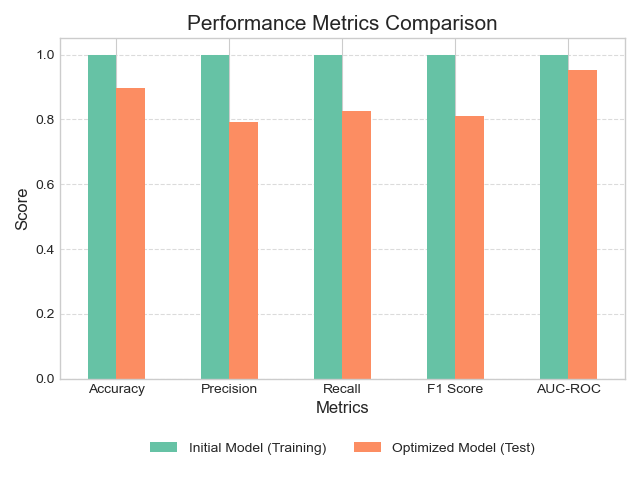 Performance Metrics Comparison
1.0
0.8
0.6
0.4
0.2
0.0
Score
Accuracy Precision Recall F1 Score AUC-ROC
Metrics
Initial Model (Training) Optimized Model (Test)